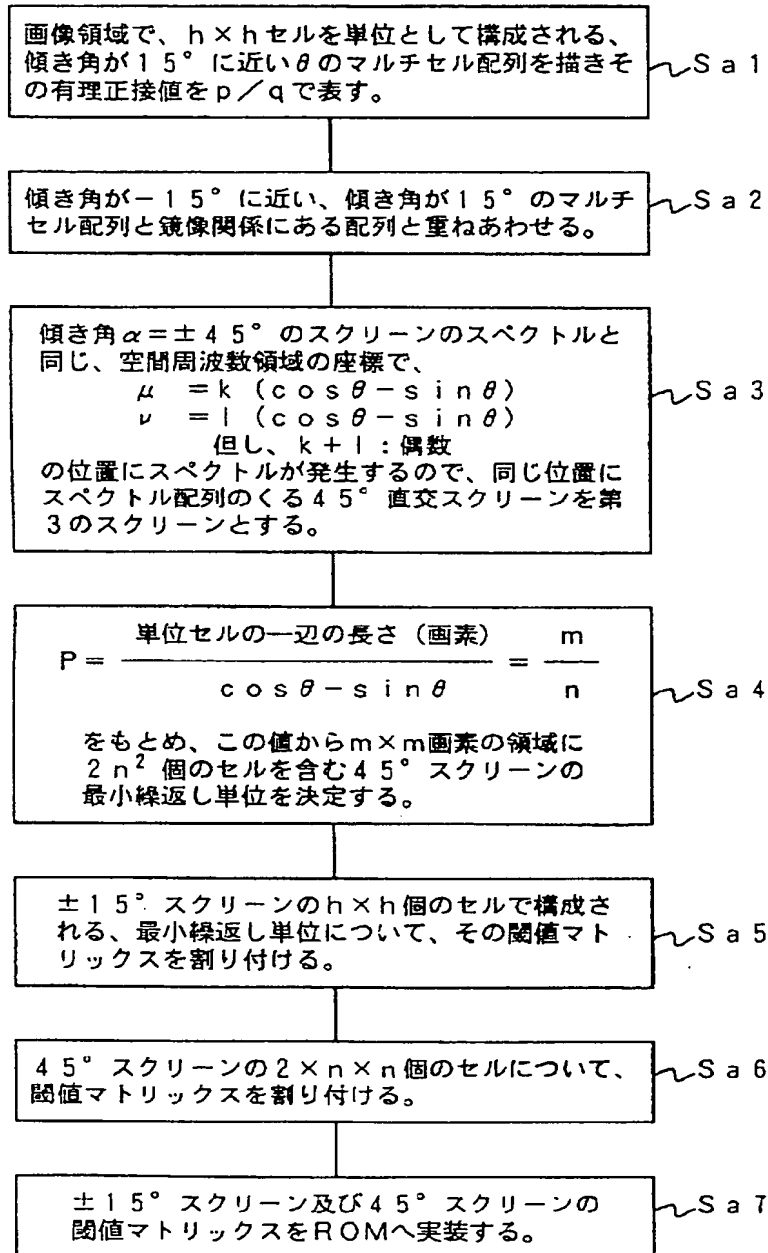 画像領域で、h×hセルを単位として構成される、
傾き角が15°に近いθのマルチセル配列を描きそ
の有理正接値をp／qで表す。
Sa1
傾き角が－15°に近い、傾き角が15°のマルチ
セル配列と鏡像関係にある配列と重ねあわせる。
Sa2
傾き角α＝±45°のスクリーンのスペクトルと
同じ、空間周波数領域の座標で、
μ ＝k（cosθ－sinθ）
ν ＝l（cosθ－sinθ）
但し、k＋l：偶数
の位置にスペクトルが発生するので、同じ位置に
スペクトル配列のくる45°直交スクリーンを第
3のスクリーンとする。
Sa3
単位セルの一辺の長さ（画素） m
P＝ ＝
cosθ－sinθ n
をもとめ、この値からm×m画素の領域に
2n²個のセルを含む45°スクリーンの
最小繰返し単位を決定する。
Sa4
±15°スクリーンのh×h個のセルで構成さ
れる、最小繰返し単位について、その閾値マト
リックスを割り付ける。
Sa5
45°スクリーンの2×n×n個のセルについて、
閾値マトリックスを割り付ける。
Sa6
±15°スクリーン及び45°スクリーンの
閾値マトリックスをROMへ実装する。
Sa7